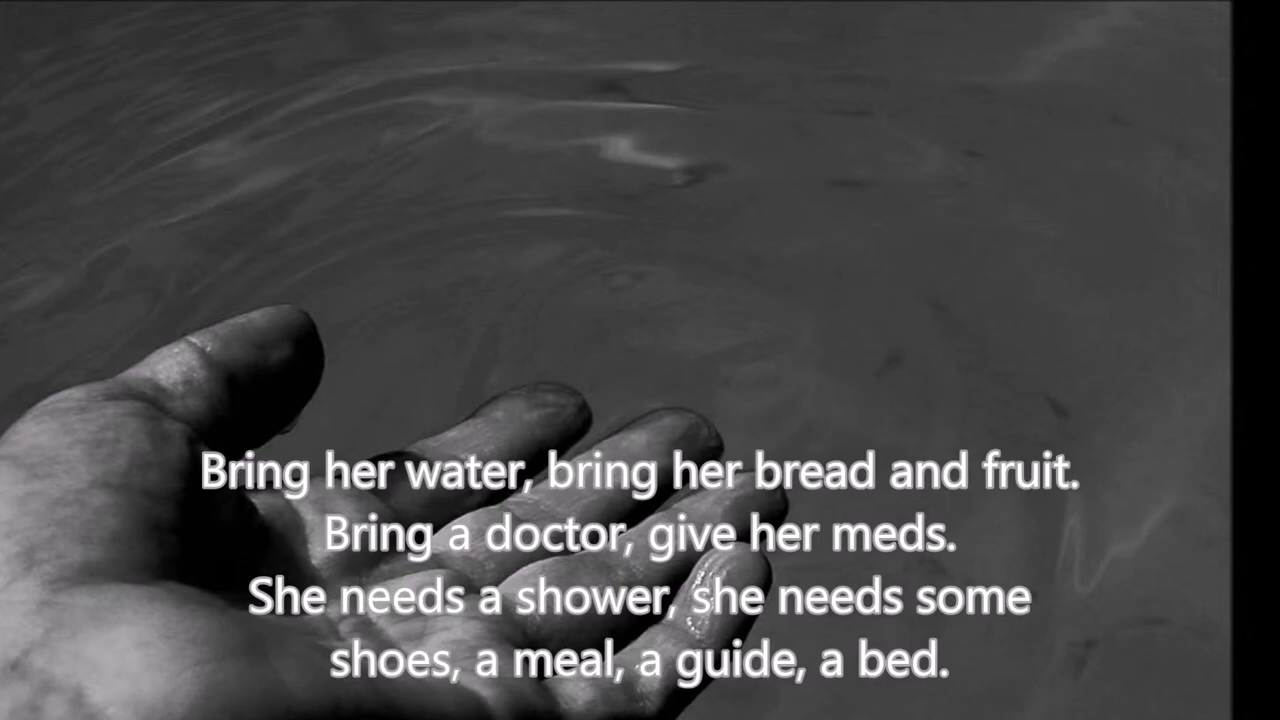 Bring her water, bring her bread and fruit.
Bring a doctor, give her meds.
She needs a shower, she needs some
shoes, a meal, a guide, a bed.